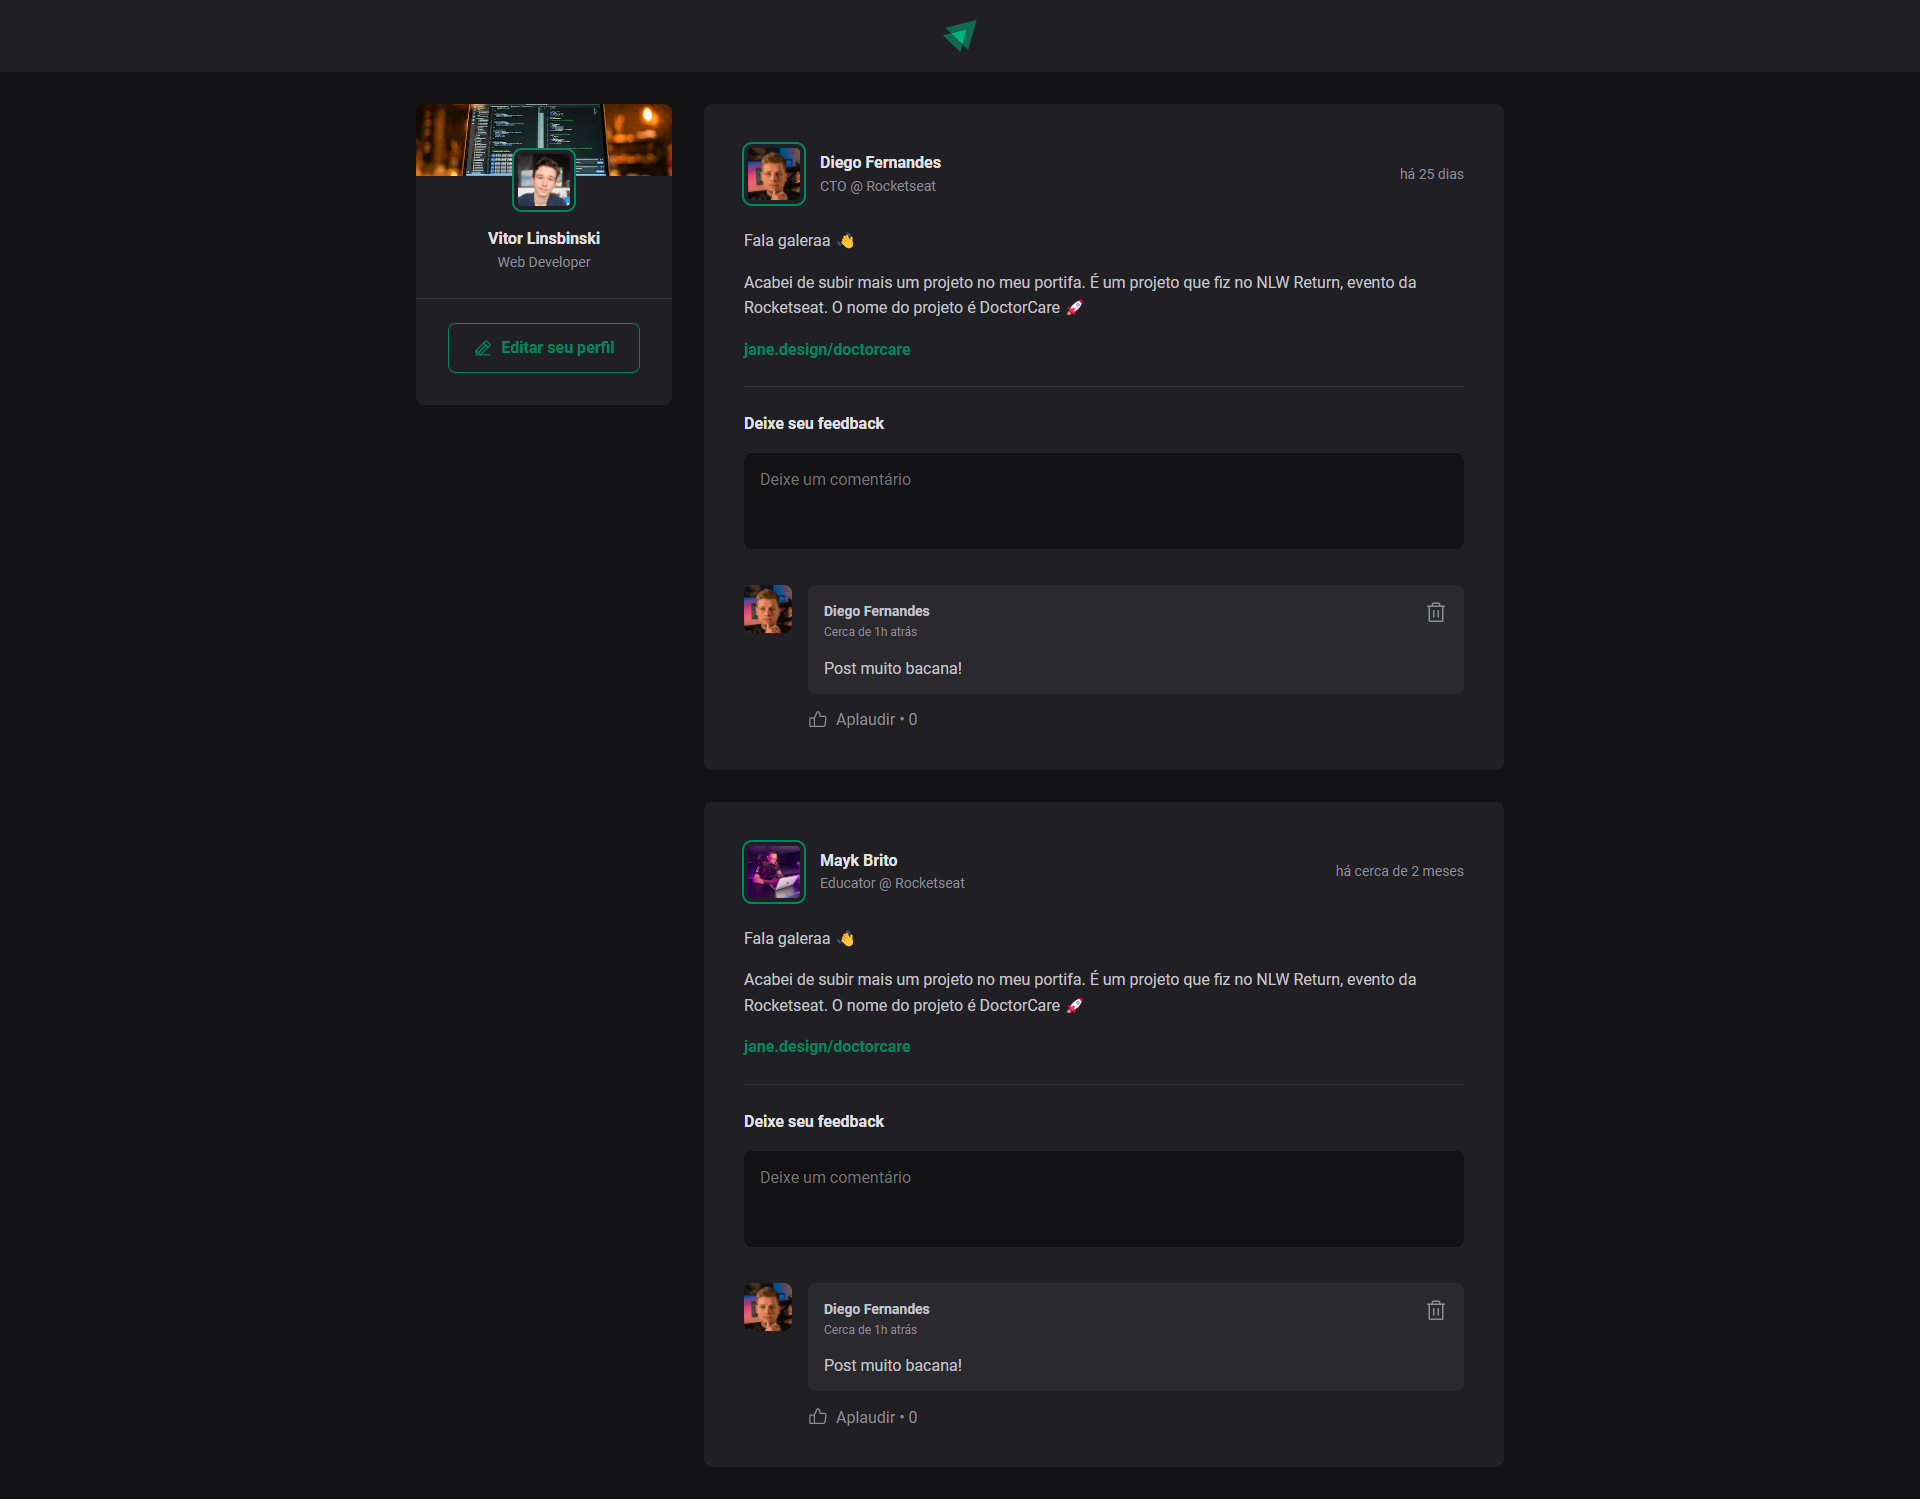 Vitor Linsbinski
Web Developer
Editar seu perfil
Diego Fernandes
CTO @ Rocketseat
há 25 dias
Fala galeraa 👋
Acabei de subir mais um projeto no meu portifa. É um projeto que fiz no NLW Return, evento da
Rocketseat. O nome do projeto é DoctorCare 🚀
jane.design/doctorcare
Deixe seu feedback
Deixe um comentário
Diego Fernandes
Cerca de 1h atrás
Post muito bacana!
Aplaudir • 0
Mayk Brito
Educator @ Rocketseat
há cerca de 2 meses
Fala galeraa 👋
Acabei de subir mais um projeto no meu portifa. É um projeto que fiz no NLW Return, evento da
Rocketseat. O nome do projeto é DoctorCare 🚀
jane.design/doctorcare
Deixe seu feedback
Deixe um comentário
Diego Fernandes
Cerca de 1h atrás
Post muito bacana!
Aplaudir • 0